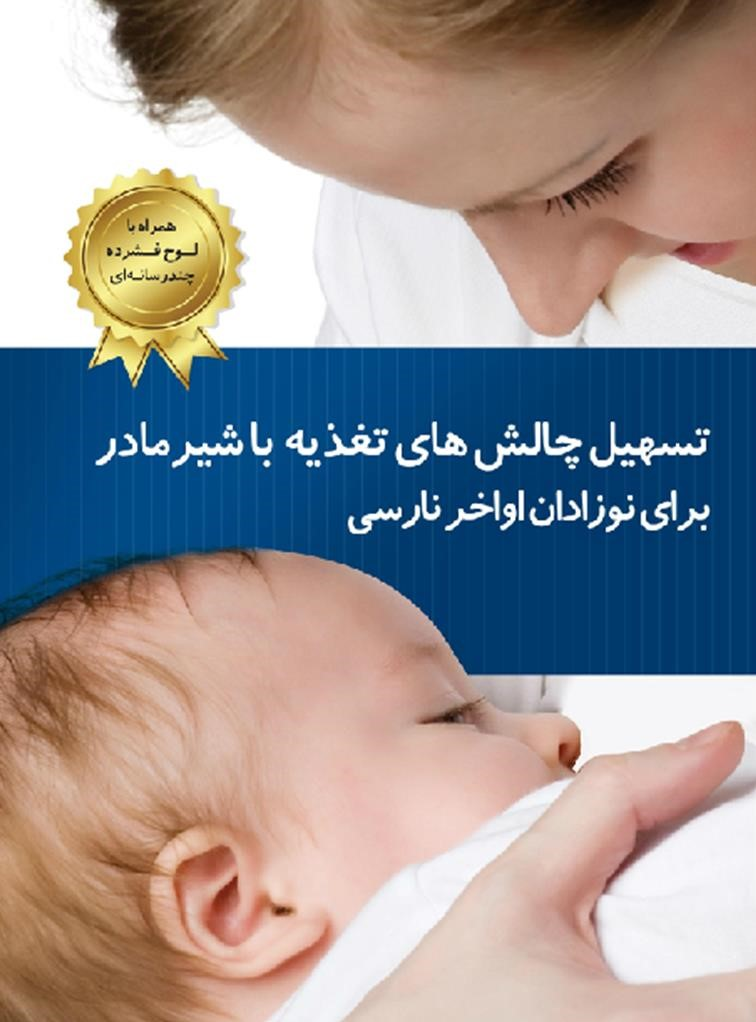 همراه با
لوح فشرده
چندرسانه‌ای
تسهیل چالش های تغذیه با شیر مادر
برای نوزادان اواخر نارسی